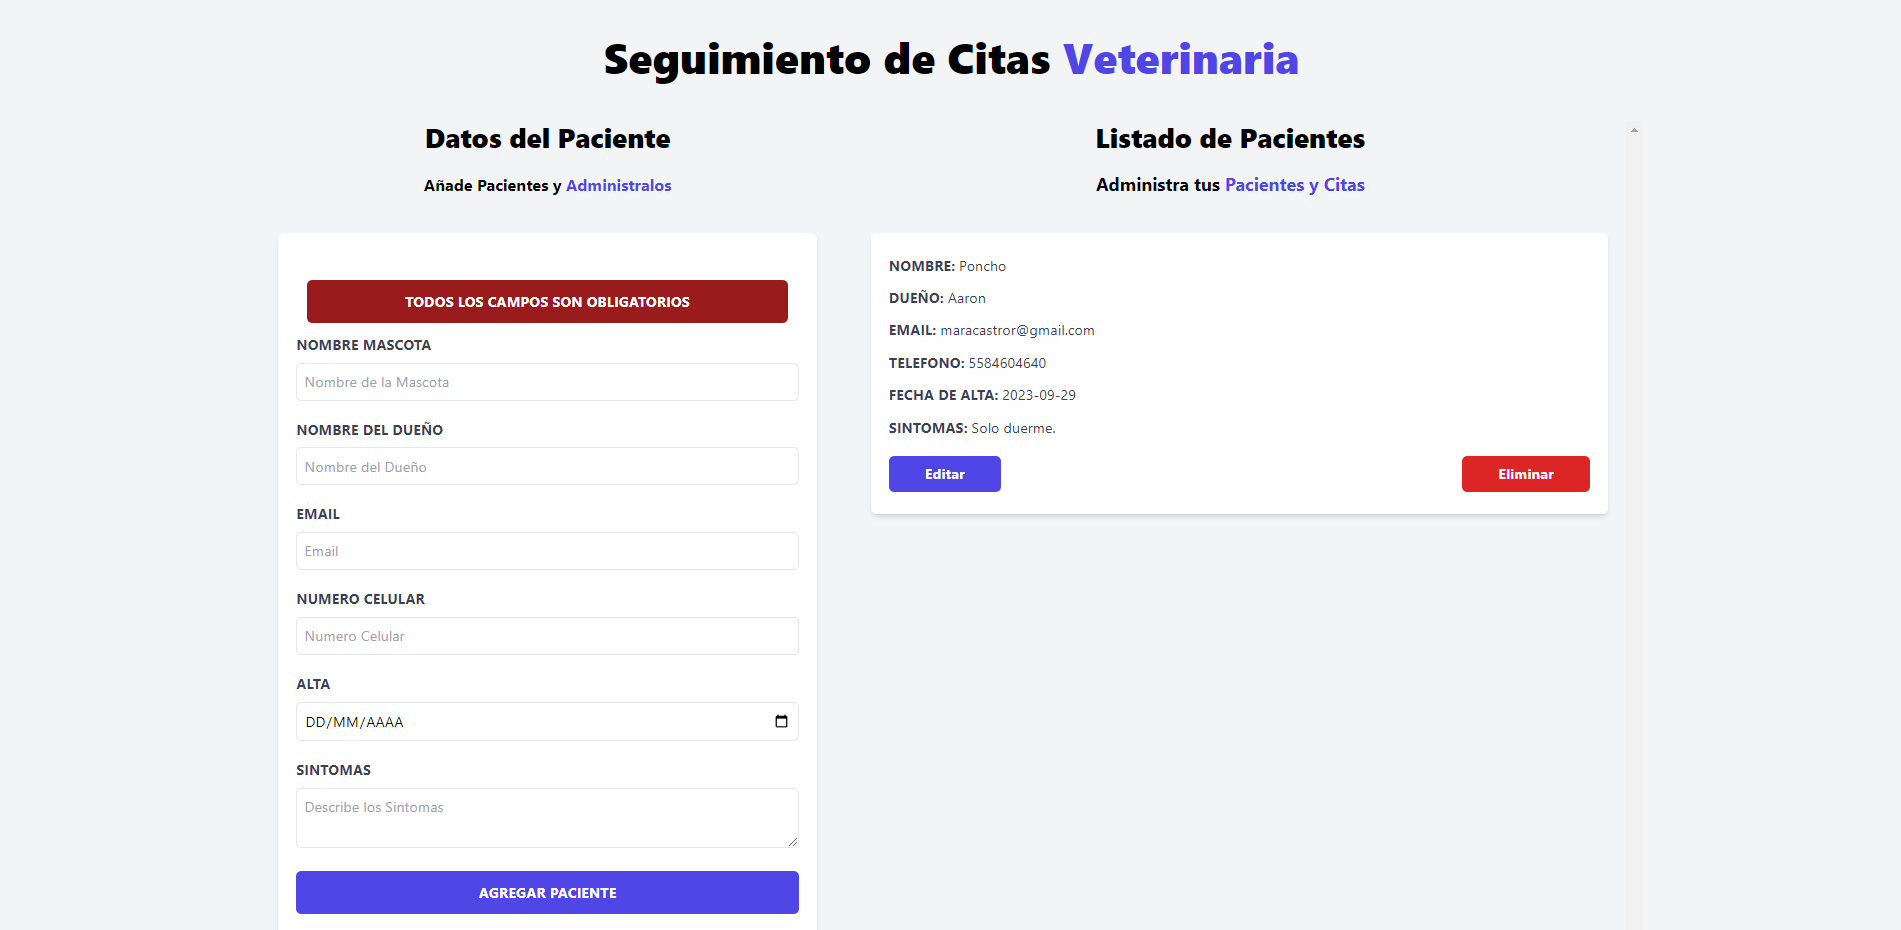 Seguimiento de Citas Veterinaria
Datos del Paciente
Añade Pacientes y Administralos
TODOS LOS CAMPOS SON OBLIGATORIOS
NOMBRE MASCOTA
Nombre de la Mascota
NOMBRE DEL DUEÑO
Nombre del Dueño
EMAIL
Email
NUMERO CELULAR
Numero Celular
ALTA
DD/MM/AAAA
SINTOMAS
Describe los Sintomas
AGREGAR PACIENTE
Listado de Pacientes
Administra tus Pacientes y Citas
NOMBRE: Poncho
DUEÑO: Aaron
EMAIL: maracastror@gmail.com
TELEFONO: 5584604640
FECHA DE ALTA: 2023-09-29
SINTOMAS: Solo duerme.
Editar
Eliminar